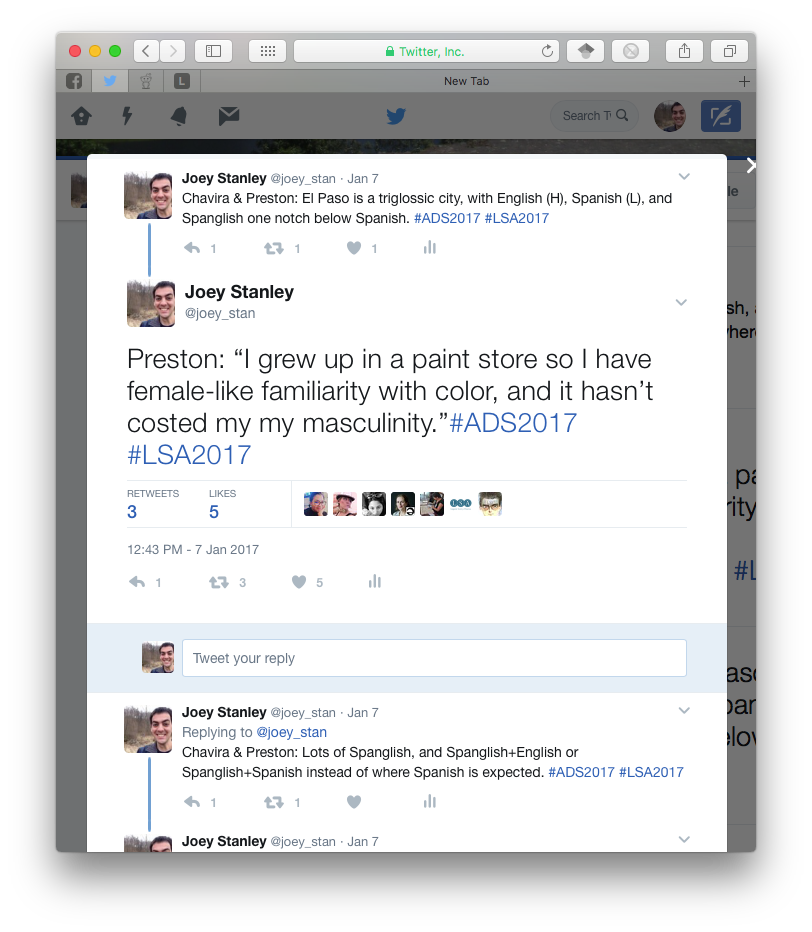 Twitter, Inc.
L
New Tab
Search T
Joey Stanley @joey_stan · Jan 7
Chavira & Preston: El Paso is a triglossic city, with English (H), Spanish (L), and
Spanglish one notch below Spanish. #ADS2017 #LSA2017
1 1 1
Joey Stanley
@joey_stan
Preston: “I grew up in a paint store so I have
female-like familiarity with color, and it hasn’t
costed my my masculinity.”#ADS2017
#LSA2017
RETWEETS LIKES
3 5
LSA
12:43 PM - 7 Jan 2017
1 3 5
Tweet your reply
Joey Stanley @joey_stan · Jan 7
Replying to @joey_stan
Chavira & Preston: Lots of Spanglish, and Spanglish+English or
Spanglish+Spanish instead of where Spanish is expected. #ADS2017 #LSA2017
1 1
Joey Stanley @joey_stan · Jan 7